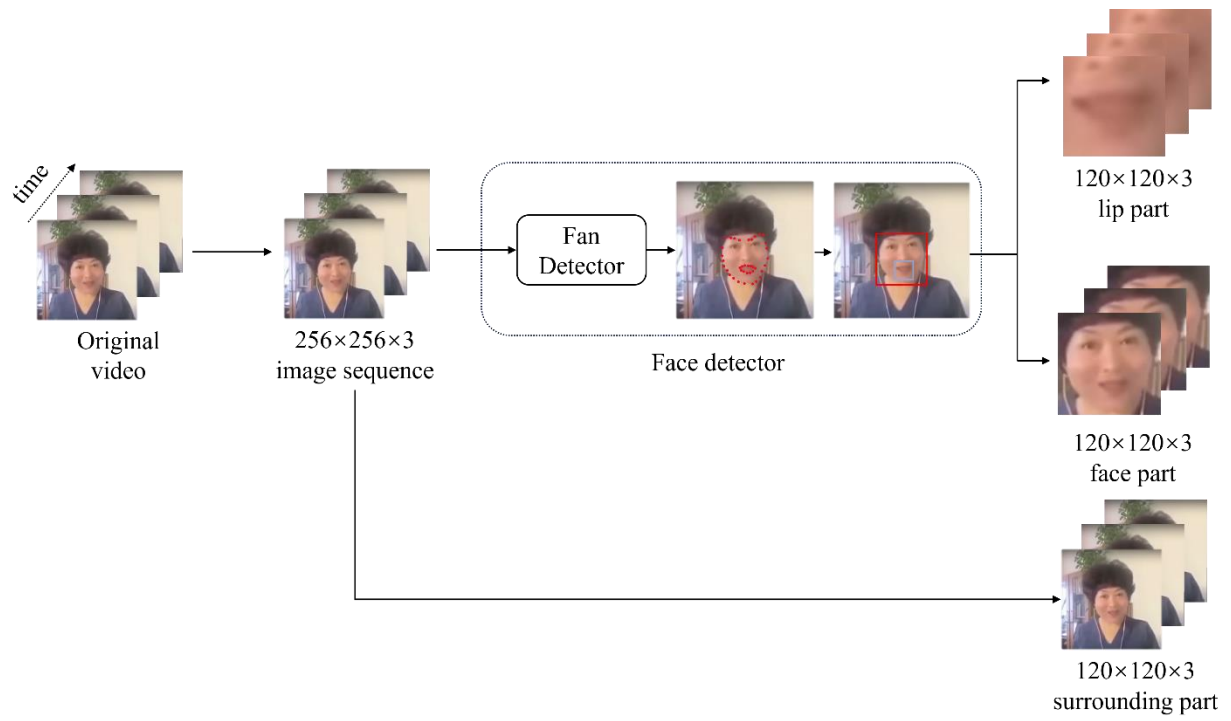 time
Original
video
256×256×3
image sequence
Fan
Detector
Face detector
120×120×3
lip part
120×120×3
face part
120×120×3
surrounding part